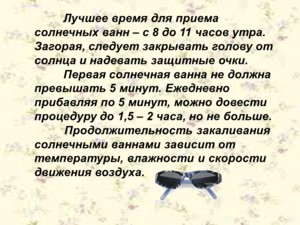 Лучшее время для приема
солнечных ванн – с 8 до 11 часов утра.
Загорая, следует закрывать голову от
солнца и надевать защитные очки.
Первая солнечная ванна не должна
превышать 5 минут. Ежедневно
прибавляя по 5 минут, можно довести
процедуру до 1,5 – 2 часа, но не больше.
Продолжительность закаливания
солнечными ваннами зависит от
температуры, влажности и скорости
движения воздуха.